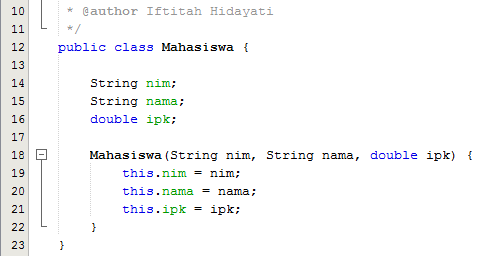 10 * @author Iftitah Hidayati
11 */
12 public class Mahasiswa {
13
14 String nim;
15 String nama;
16 double ipk;
17
18 Mahasiswa(String nim, String nama, double ipk) {
19 this.nim = nim;
20 this.nama = nama;
21 this.ipk = ipk;
22 }
23 }